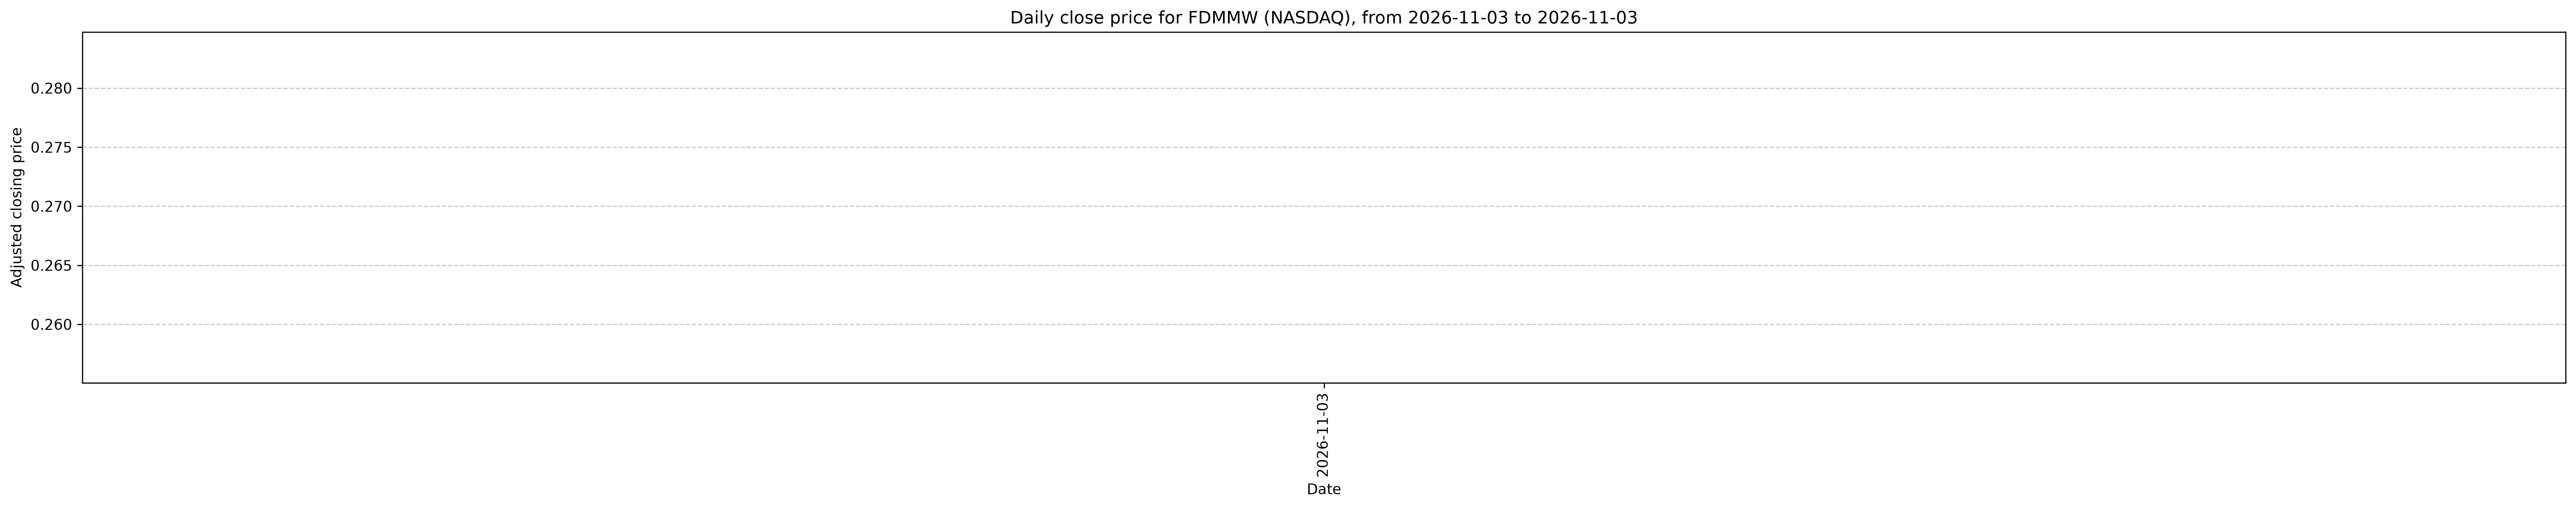 Daily close price for FDMMW (NASDAQ), from 2026-11-03 to 2026-11-03
Adjusted closing price
0.280
0.275
0.270
0.265
0.260
2026-11-03
Date